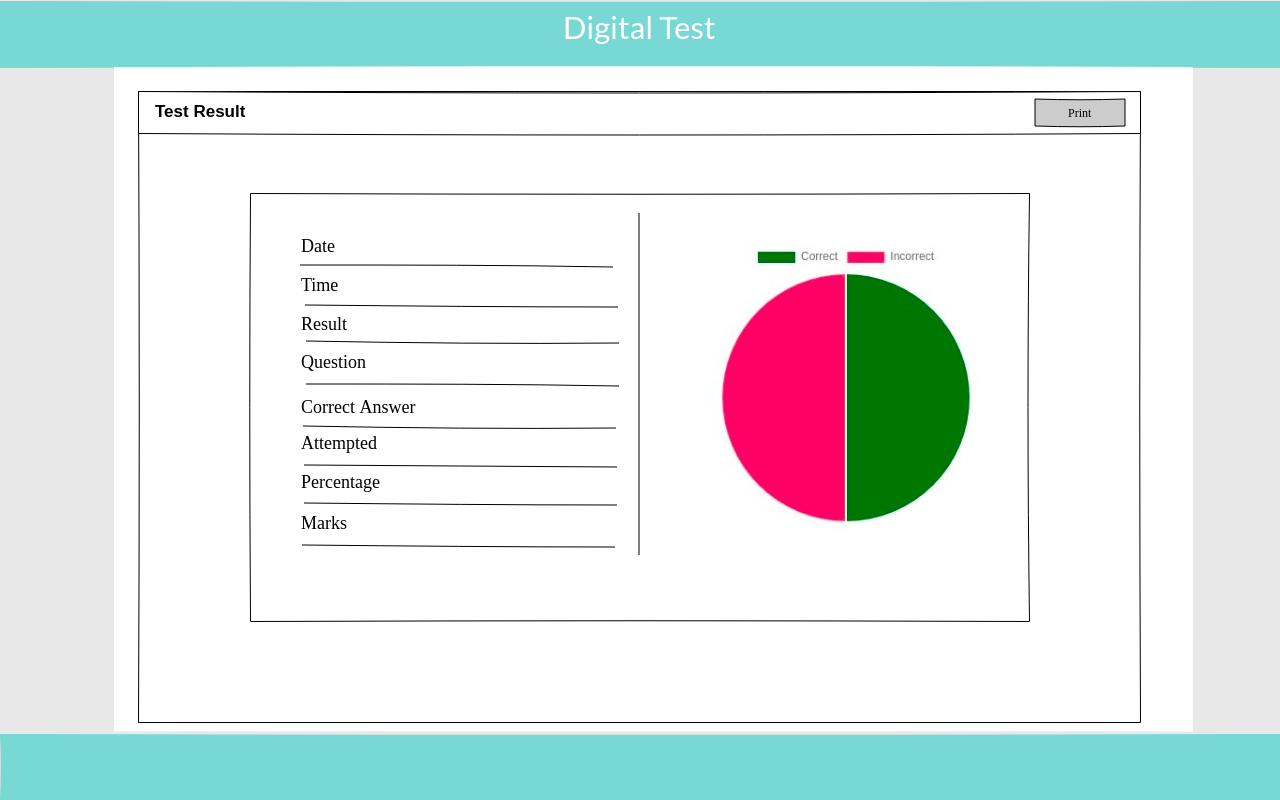 Digital Test
Test Result
Print
Date
Time
Result
Question
Correct Answer
Attempted
Percentage
Marks
Correct Incorrect